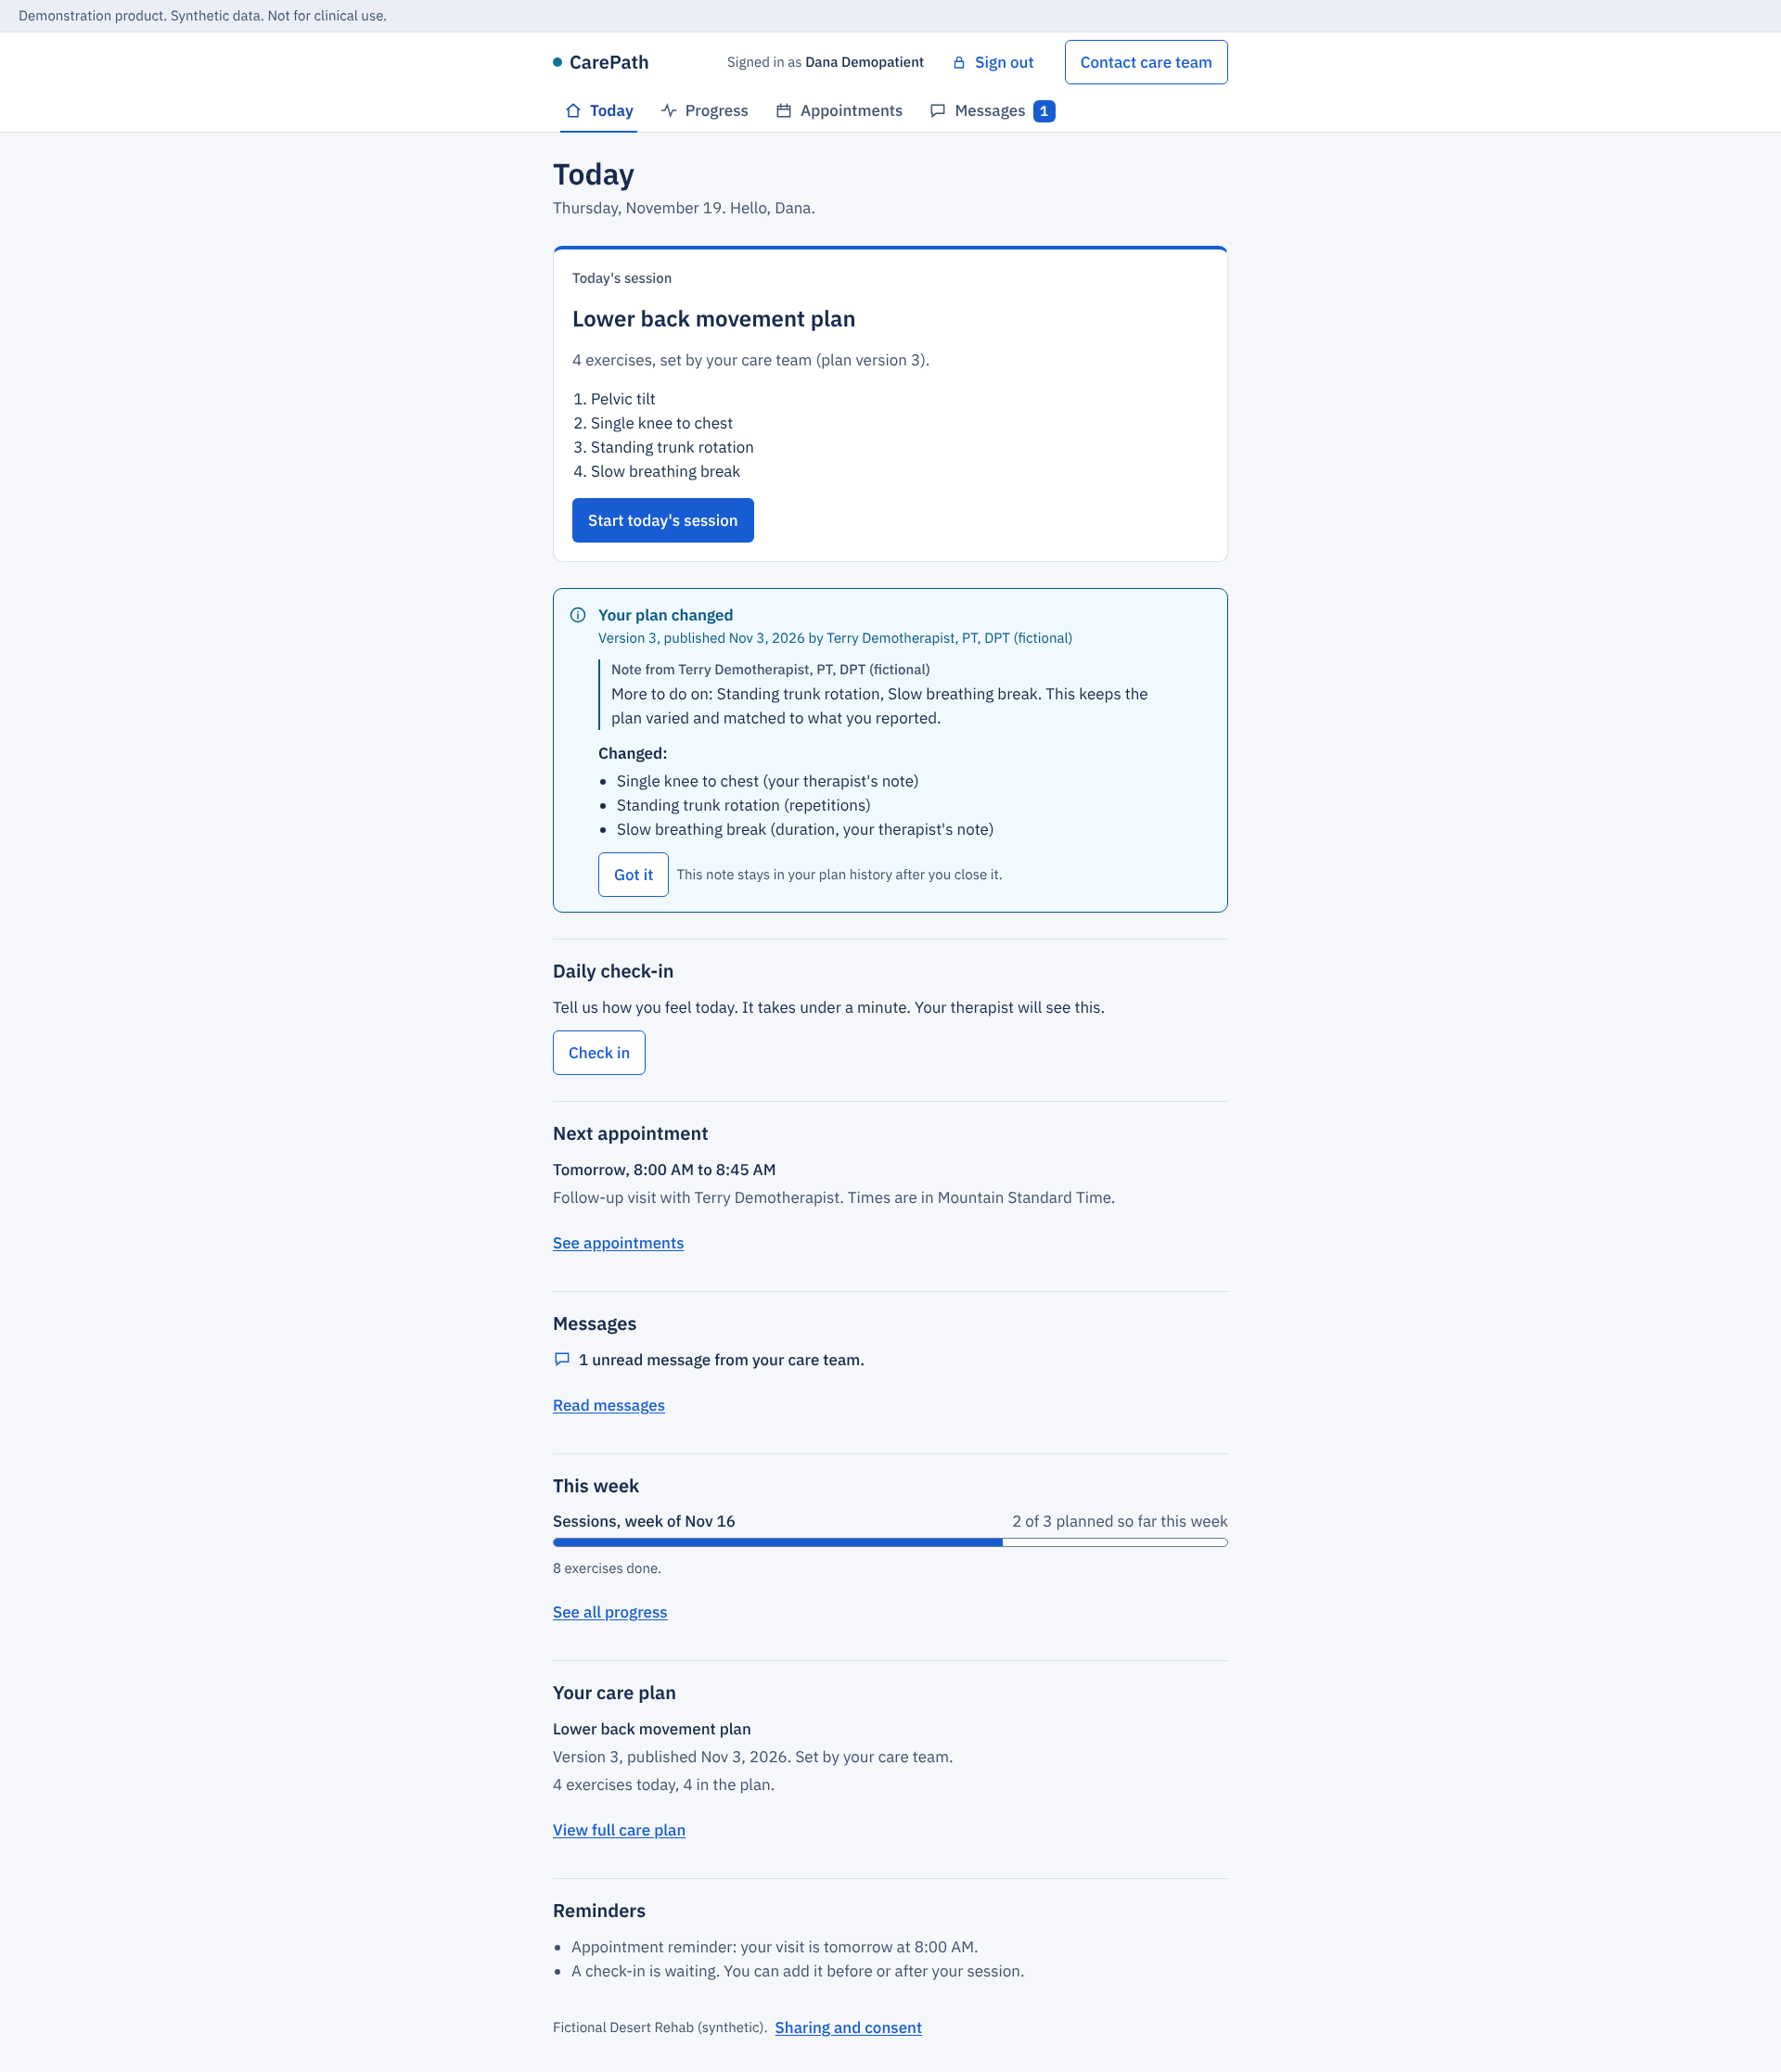 Demonstration product. Synthetic data. Not for clinical use.
CarePath
Signed in as Dana Demopatient
Sign out
Contact care team
Today
Progress
Appointments
Messages 1
Today
Thursday, November 19. Hello, Dana.
Today's session
Lower back movement plan
4 exercises, set by your care team (plan version 3).
1. Pelvic tilt
2. Single knee to chest
3. Standing trunk rotation
4. Slow breathing break
Start today's session
Your plan changed
Version 3, published Nov 3, 2026 by Terry Demotherapist, PT, DPT (fictional)
Note from Terry Demotherapist, PT, DPT (fictional)
More to do on: Standing trunk rotation, Slow breathing break. This keeps the
plan varied and matched to what you reported.
Changed:
• Single knee to chest (your therapist's note)
• Standing trunk rotation (repetitions)
• Slow breathing break (duration, your therapist's note)
Got it
This note stays in your plan history after you close it.
Daily check-in
Tell us how you feel today. It takes under a minute. Your therapist will see this.
Check in
Next appointment
Tomorrow, 8:00 AM to 8:45 AM
Follow-up visit with Terry Demotherapist. Times are in Mountain Standard Time.
See appointments
Messages
1 unread message from your care team.
Read messages
This week
Sessions, week of Nov 16
2 of 3 planned so far this week
8 exercises done.
See all progress
Your care plan
Lower back movement plan
Version 3, published Nov 3, 2026. Set by your care team.
4 exercises today, 4 in the plan.
View full care plan
Reminders
• Appointment reminder: your visit is tomorrow at 8:00 AM.
• A check-in is waiting. You can add it before or after your session.
Fictional Desert Rehab (synthetic). Sharing and consent